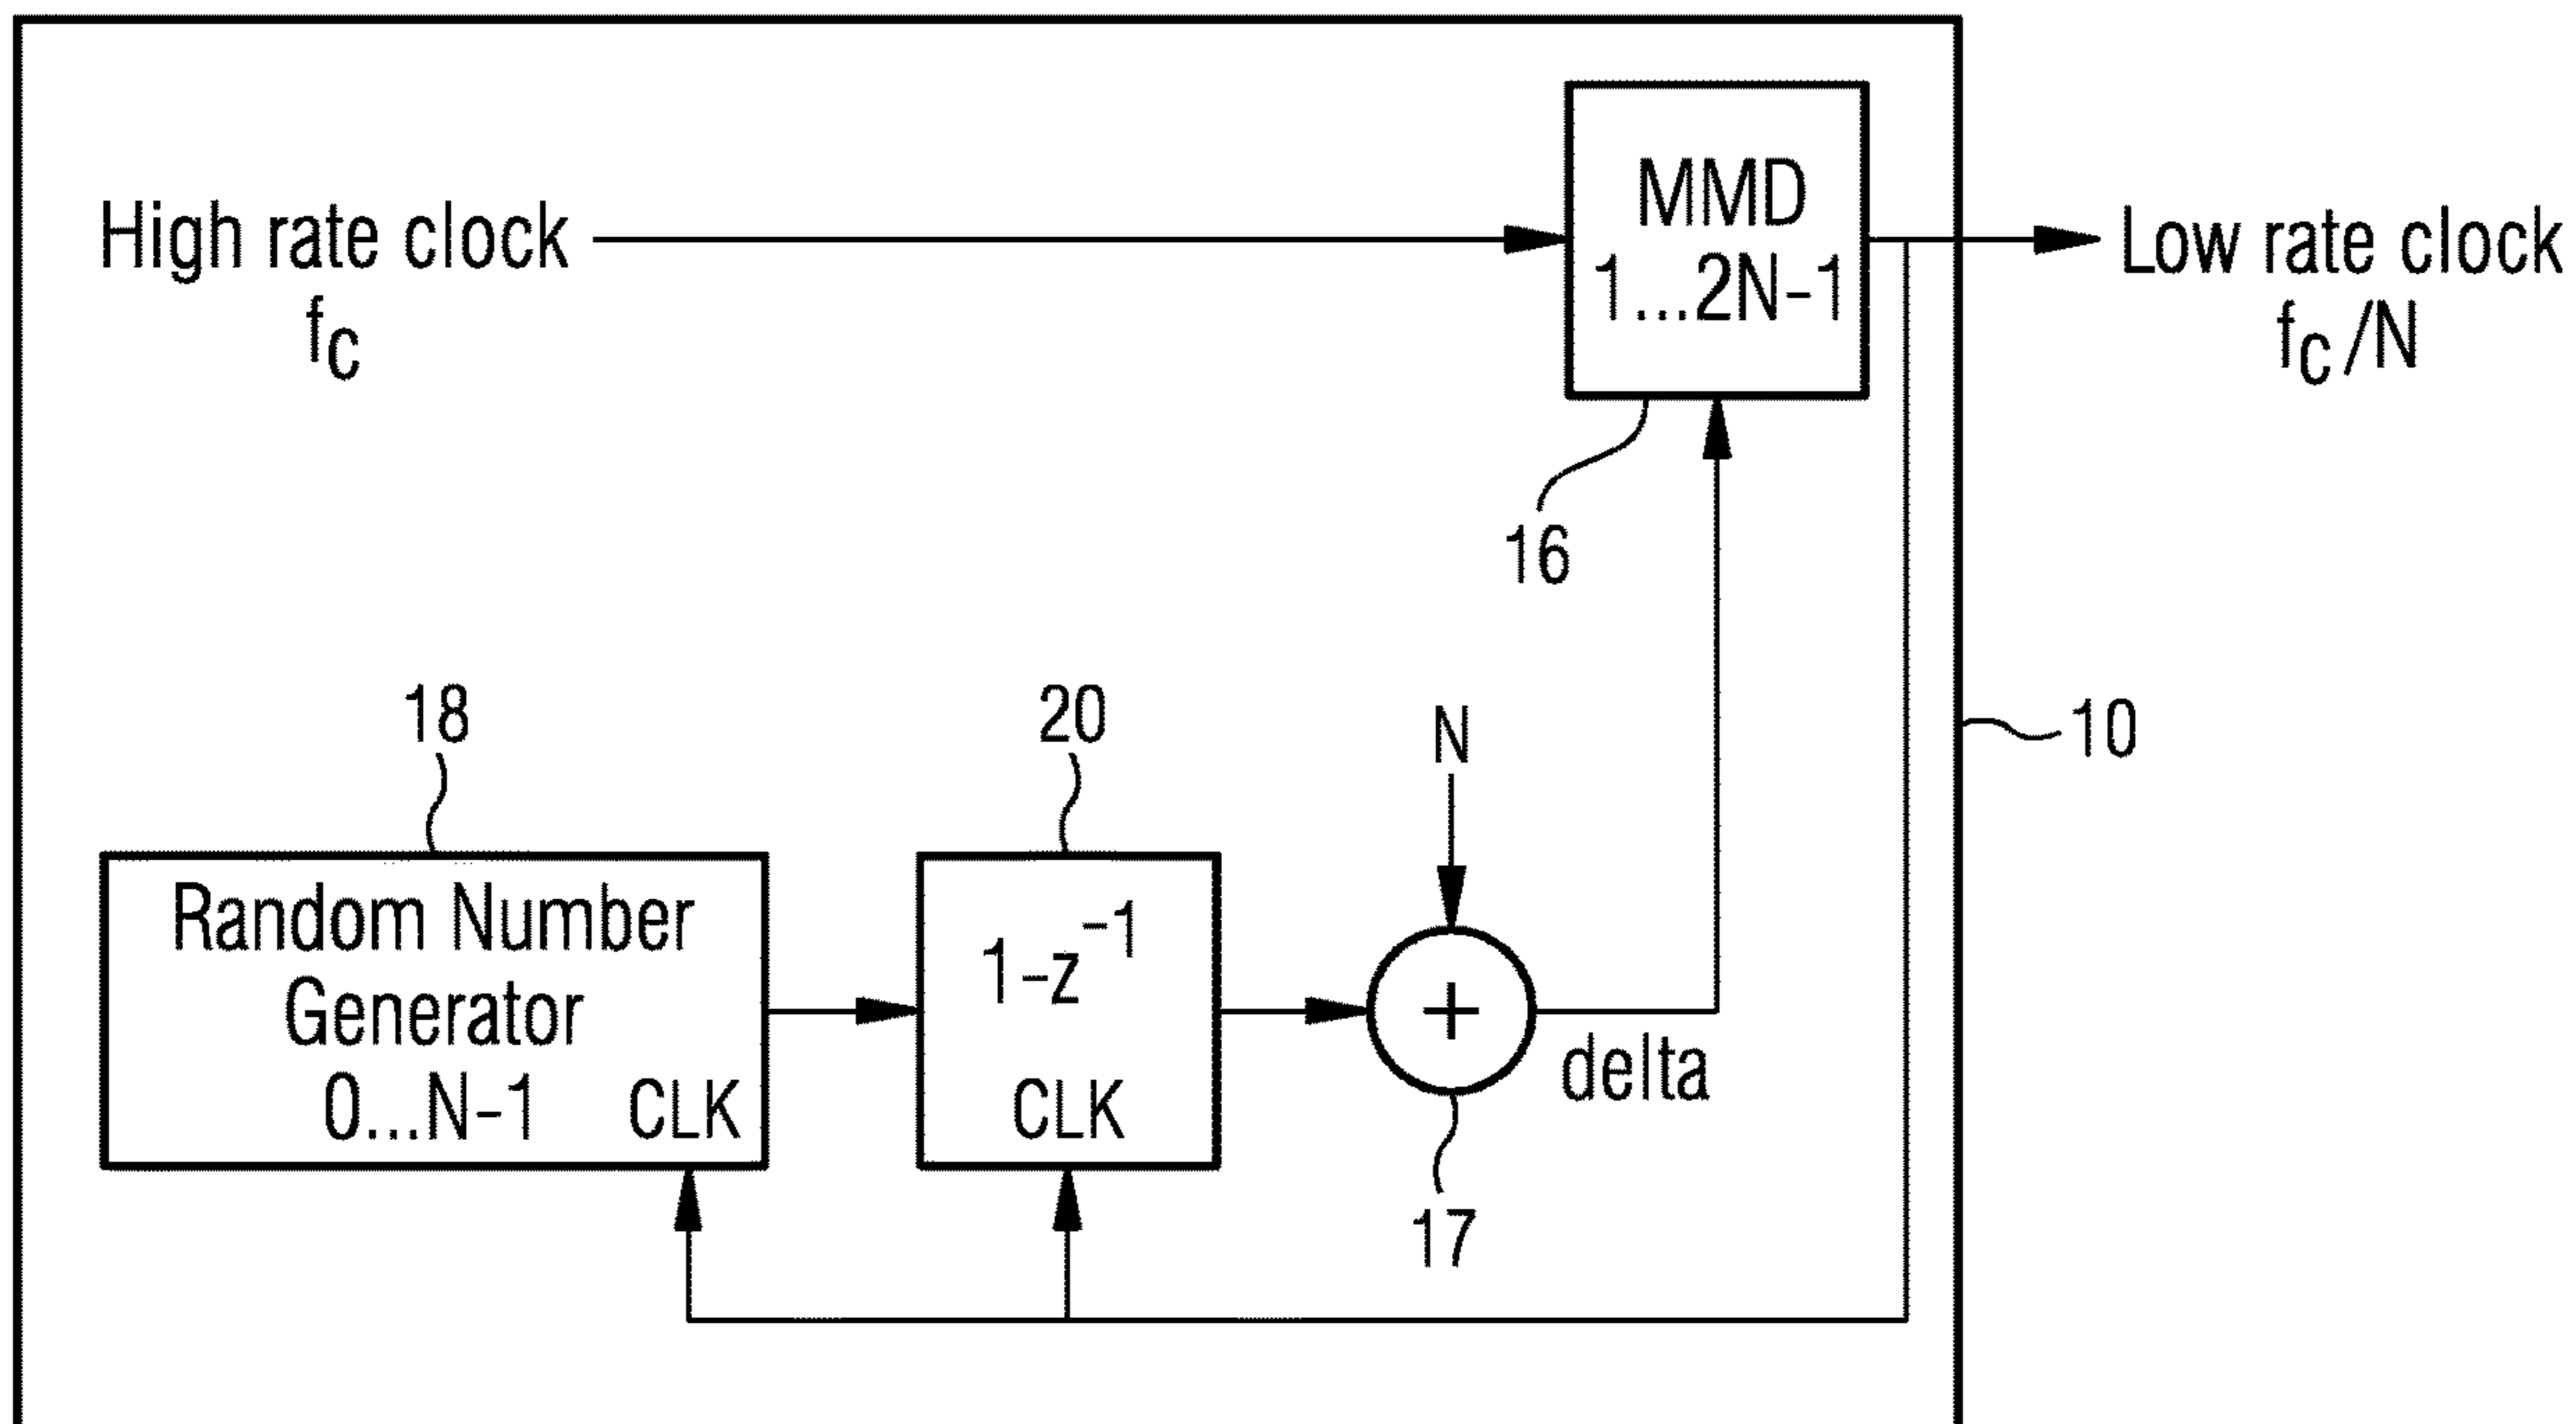 High rate clock
fC
MMD
1...2N-1
Low rate clock
fC/N
16
18
20
N
10
Random Number
Generator
0...N-1 CLK
1-z-1
CLK
+
delta
17